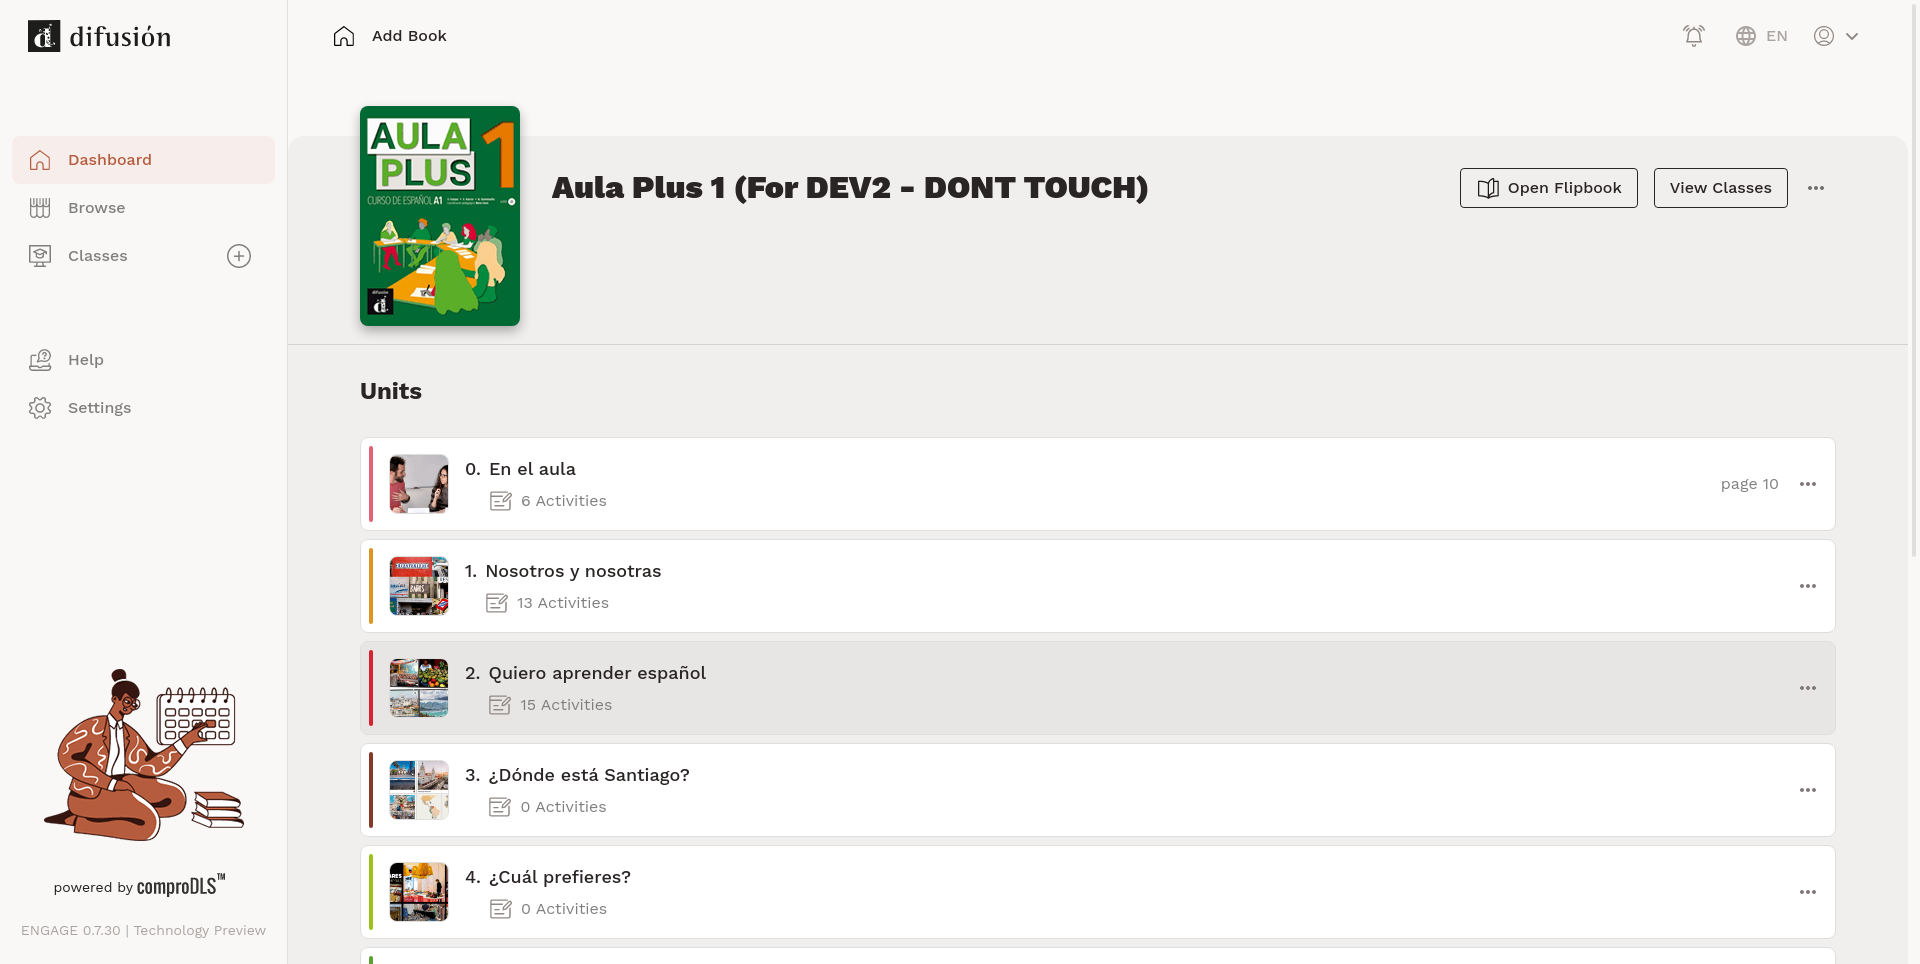 difusión
Add Book
EN
Dashboard
Browse
Classes
Help
Settings
powered by comproDLS™
ENGAGE 0.7.30 | Technology Preview
AULA 1
PLUS
CURSO DE ESPAÑOL A1
difusión
Aula Plus 1 (For DEV2 - DONT TOUCH)
Open Flipbook
View Classes
Units
0. En el aula
6 Activities
page 10
1. Nosotros y nosotras
13 Activities
2. Quiero aprender español
15 Activities
3. ¿Dónde está Santiago?
0 Activities
4. ¿Cuál prefieres?
0 Activities